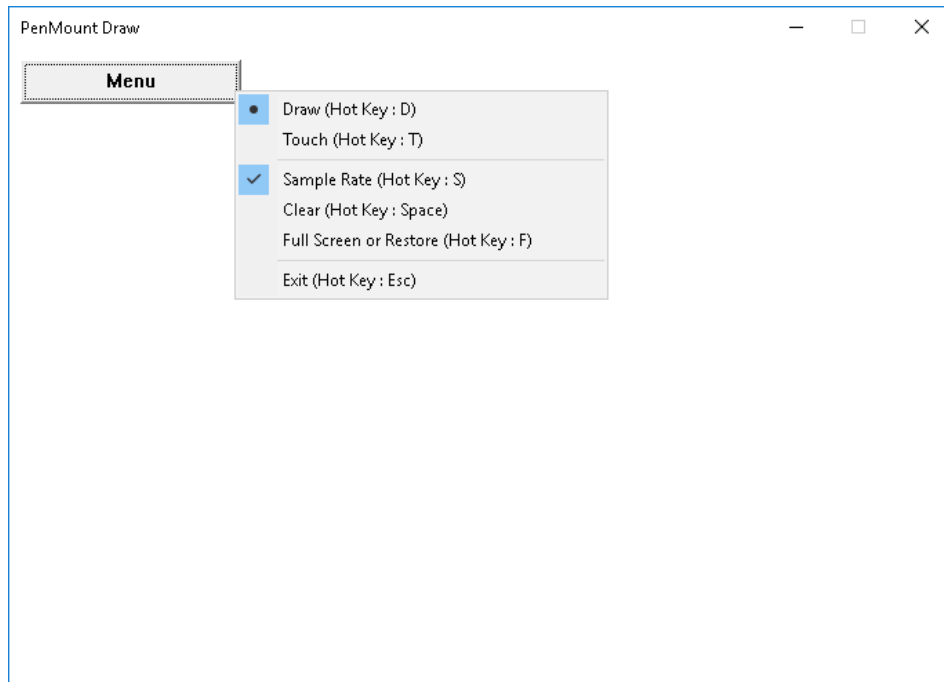 PenMount Draw
Menu
Draw (Hot Key : D)
Touch (Hot Key : T)
Sample Rate (Hot Key : S)
Clear (Hot Key : Space)
Full Screen or Restore (Hot Key : F)
Exit (Hot Key : Esc)